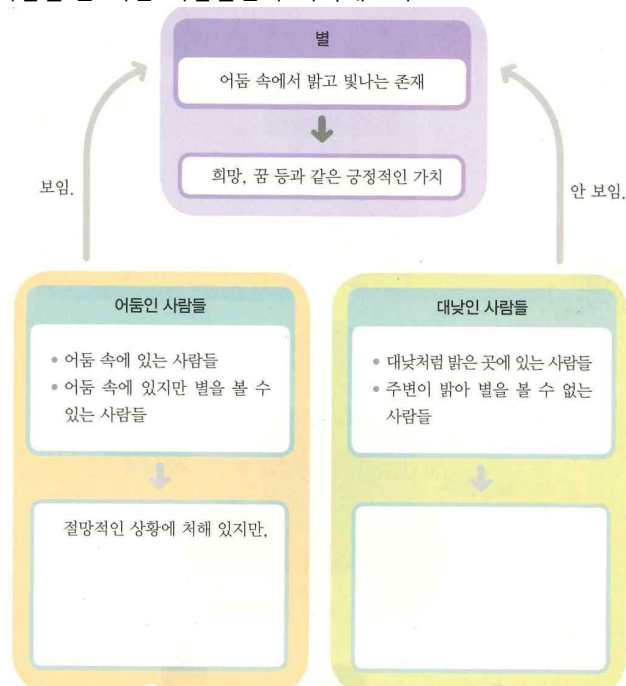 별
어둠 속에서 밝고 빛나는 존재
희망, 꿈 등과 같은 긍정적인 가치
보임.
안 보임.
어둠인 사람들
• 어둠 속에 있는 사람들
• 어둠 속에 있지만 별을 볼 수
있는 사람들
절망적인 상황에 처해 있지만,
대낮인 사람들
• 대낮처럼 밝은 곳에 있는 사람들
• 주변이 밝아 별을 볼 수 없는
사람들